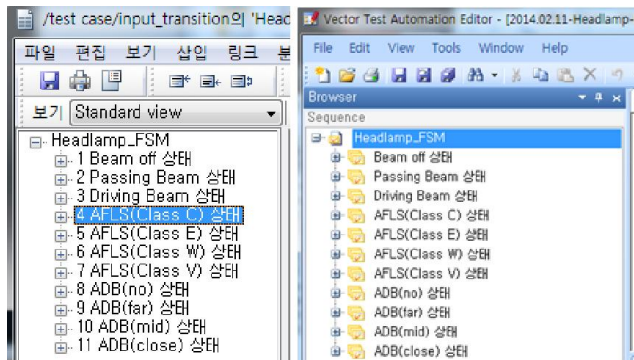 /test case/input_transition의 'Head
파일 편집 보기 삽입 링크
보기 Standard view
Headlamp_FSM
1 Beam off 상태
2 Passing Beam 상태
3 Driving Beam 상태
4 AFLS(Class C) 상태
5 AFLS(Class E) 상태
6 AFLS(Class W) 상태
7 AFLS(Class V) 상태
8 ADB(no) 상태
9 ADB(far) 상태
10 ADB(mid) 상태
11 ADB(close) 상태
Vector Test Automation Editor - [2014.02.11-Headlamp-
File Edit View Tools Window Help
Browser
Sequence
Headlamp_FSM
Beam off 상태
Passing Beam 상태
Driving Beam 상태
AFLS(Class C) 상태
AFLS(Class E) 상태
AFLS(Class W) 상태
AFLS(Class V) 상태
ADB(no) 상태
ADB(far) 상태
ADB(mid) 상태
ADB(close) 상태